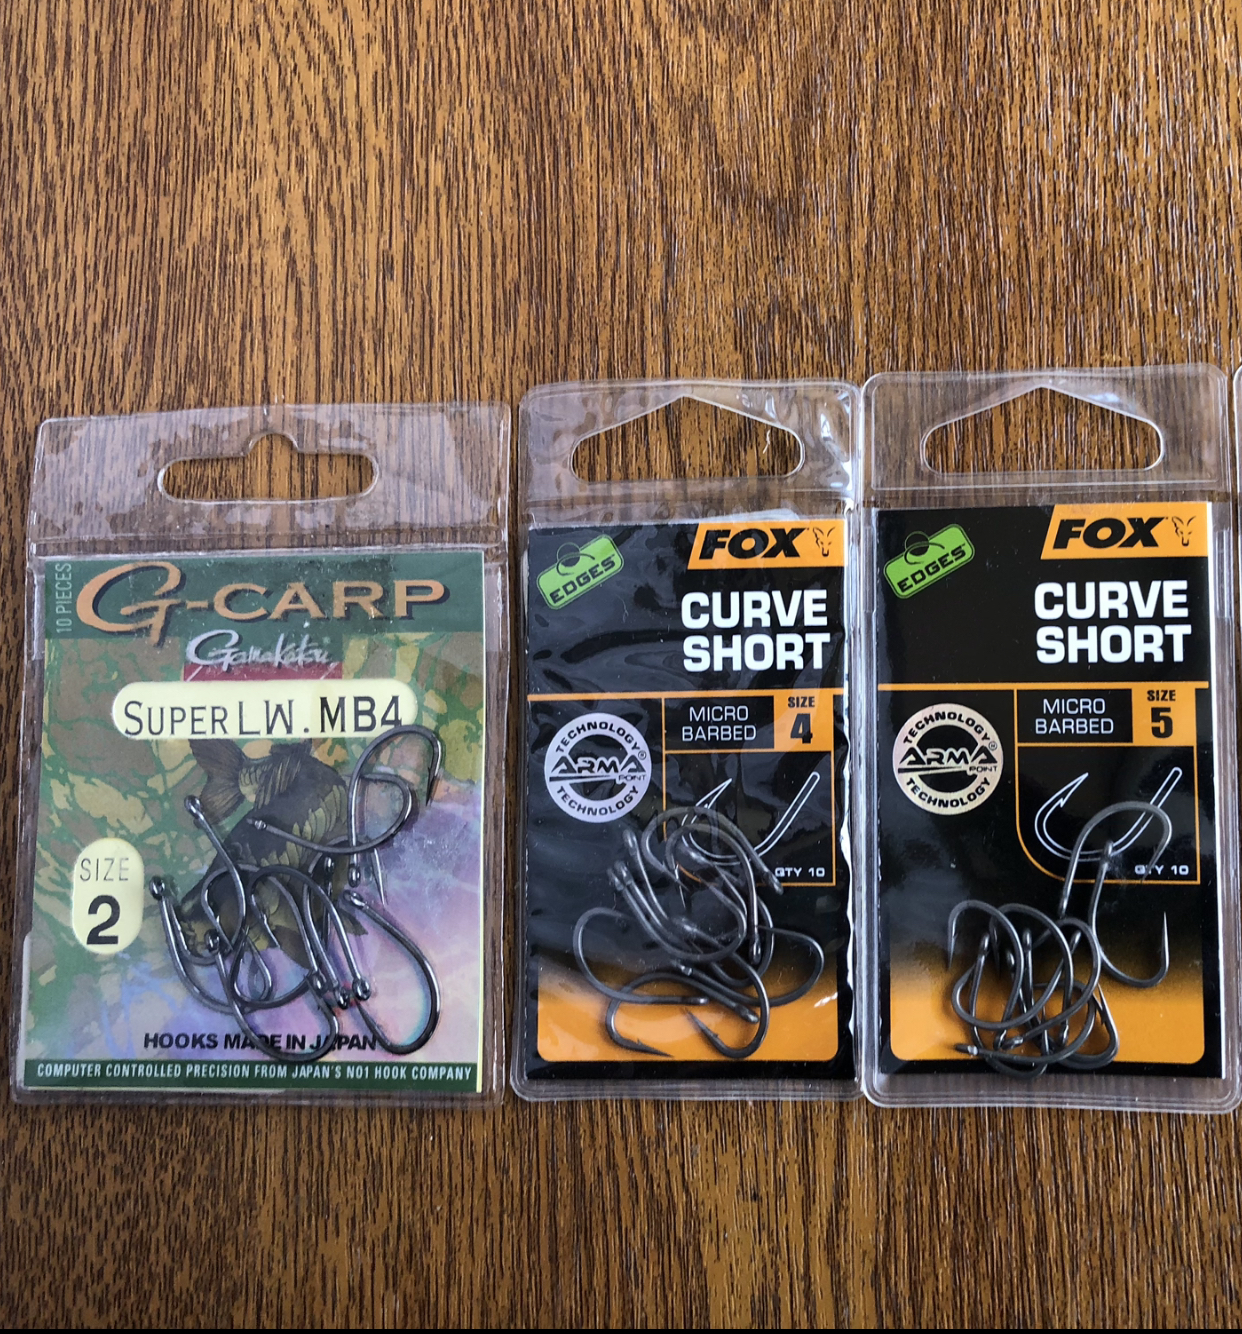 10 PIECES
G-CARP
Gamakatsu
SUPER LW. MB4
SIZE
2
HOOKS MADE IN JAPAN
COMPUTER CONTROLLED PRECISION FROM JAPAN'S NO1 HOOK COMPANY
EDGES
FOX
CURVE
SHORT
MICRO
BARBED
SIZE
4
TECHNOLOGY
ARMA®
POINT
TECHNOLOGY
QTY 10
EDGES
FOX
CURVE
SHORT
MICRO
BARBED
SIZE
5
TECHNOLOGY
ARMA®
POINT
TECHNOLOGY
QTY 10